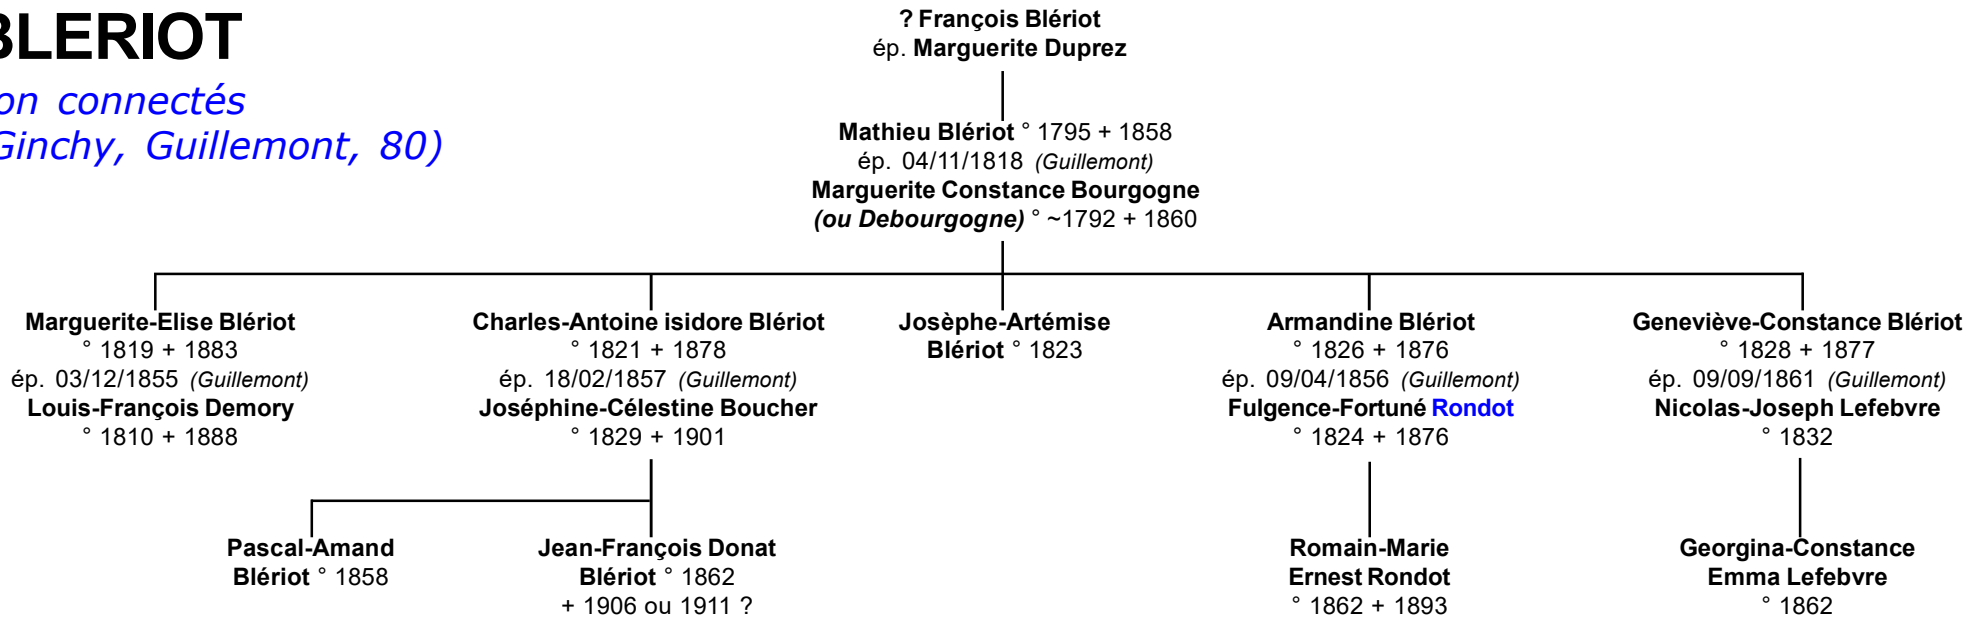 BLERIOT
on connectés
Ginchy, Guillemont, 80)
? François Blériot
ép. Marguerite Duprez
Mathieu Blériot ° 1795 + 1858
ép. 04/11/1818 (Guillemont)
Marguerite Constance Bourgogne
(ou Debourgogne) ° ~1792 + 1860
Marguerite-Elise Blériot
° 1819 + 1883
ép. 03/12/1855 (Guillemont)
Louis-François Demory
° 1810 + 1888
Charles-Antoine isidore Blériot
° 1821 + 1878
ép. 18/02/1857 (Guillemont)
Joséphine-Célestine Boucher
° 1829 + 1901
Josèphe-Artémise
Blériot ° 1823
Armandine Blériot
° 1826 + 1876
ép. 09/04/1856 (Guillemont)
Fulgence-Fortuné Rondot
° 1824 + 1876
Geneviève-Constance Blériot
° 1828 + 1877
ép. 09/09/1861 (Guillemont)
Nicolas-Joseph Lefebvre
° 1832
Pascal-Amand
Blériot ° 1858
Jean-François Donat
Blériot ° 1862
+ 1906 ou 1911 ?
Romain-Marie
Ernest Rondot
° 1862 + 1893
Georgina-Constance
Emma Lefebvre
° 1862